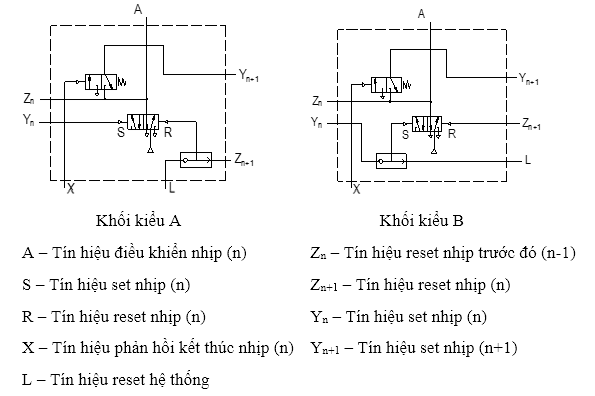 A
A
Yn+1
Yn+1
Zn
Zn
Yn
S
R
Yn
S
R
Zn+1
Zn+1
L
X
L
X
Khối kiểu A
Khối kiểu B
A – Tín hiệu điều khiển nhịp (n)
Zn – Tín hiệu reset nhịp trước đó (n-1)
S – Tín hiệu set nhịp (n)
Zn+1 – Tín hiệu reset nhịp (n)
R – Tín hiệu reset nhịp (n)
Yn – Tín hiệu set nhịp (n)
X – Tín hiệu phản hồi kết thúc nhịp (n)
Yn+1 – Tín hiệu set nhịp (n+1)
L – Tín hiệu reset hệ thống